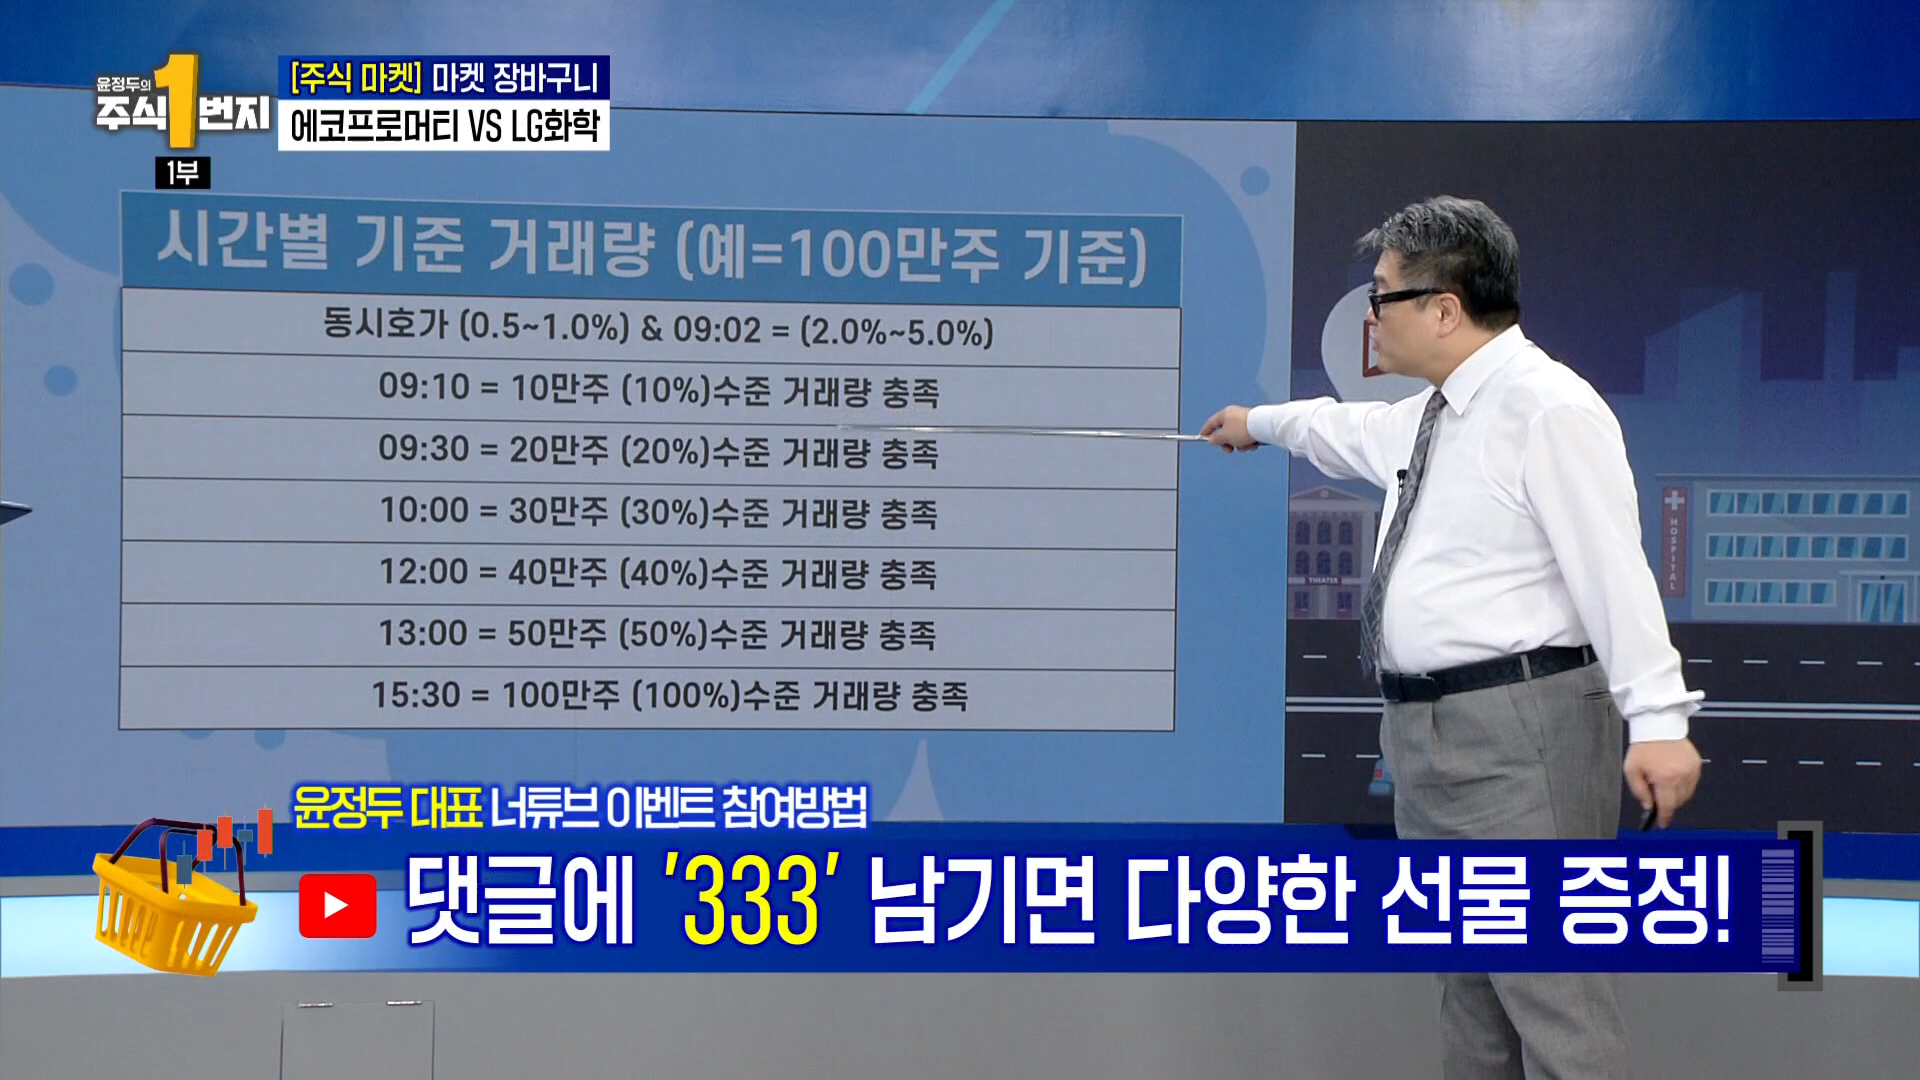 윤정두의
주식1번지
1부
[주식 마켓] 마켓 장바구니
에코프로머티 VS LG화학
시간별 기준 거래량 (예=100만주 기준)
동시호가 (0.5~1.0%) & 09:02 = (2.0%~5.0%)
09:10 = 10만주 (10%)수준 거래량 충족
09:30 = 20만주 (20%)수준 거래량 충족
10:00 = 30만주 (30%)수준 거래량 충족
12:00 = 40만주 (40%)수준 거래량 충족
13:00 = 50만주 (50%)수준 거래량 충족
15:30 = 100만주 (100%)수준 거래량 충족
THEATER
HOSPITAL
윤정두 대표 너튜브 이벤트 참여방법
댓글에 '333' 남기면 다양한 선물 증정!